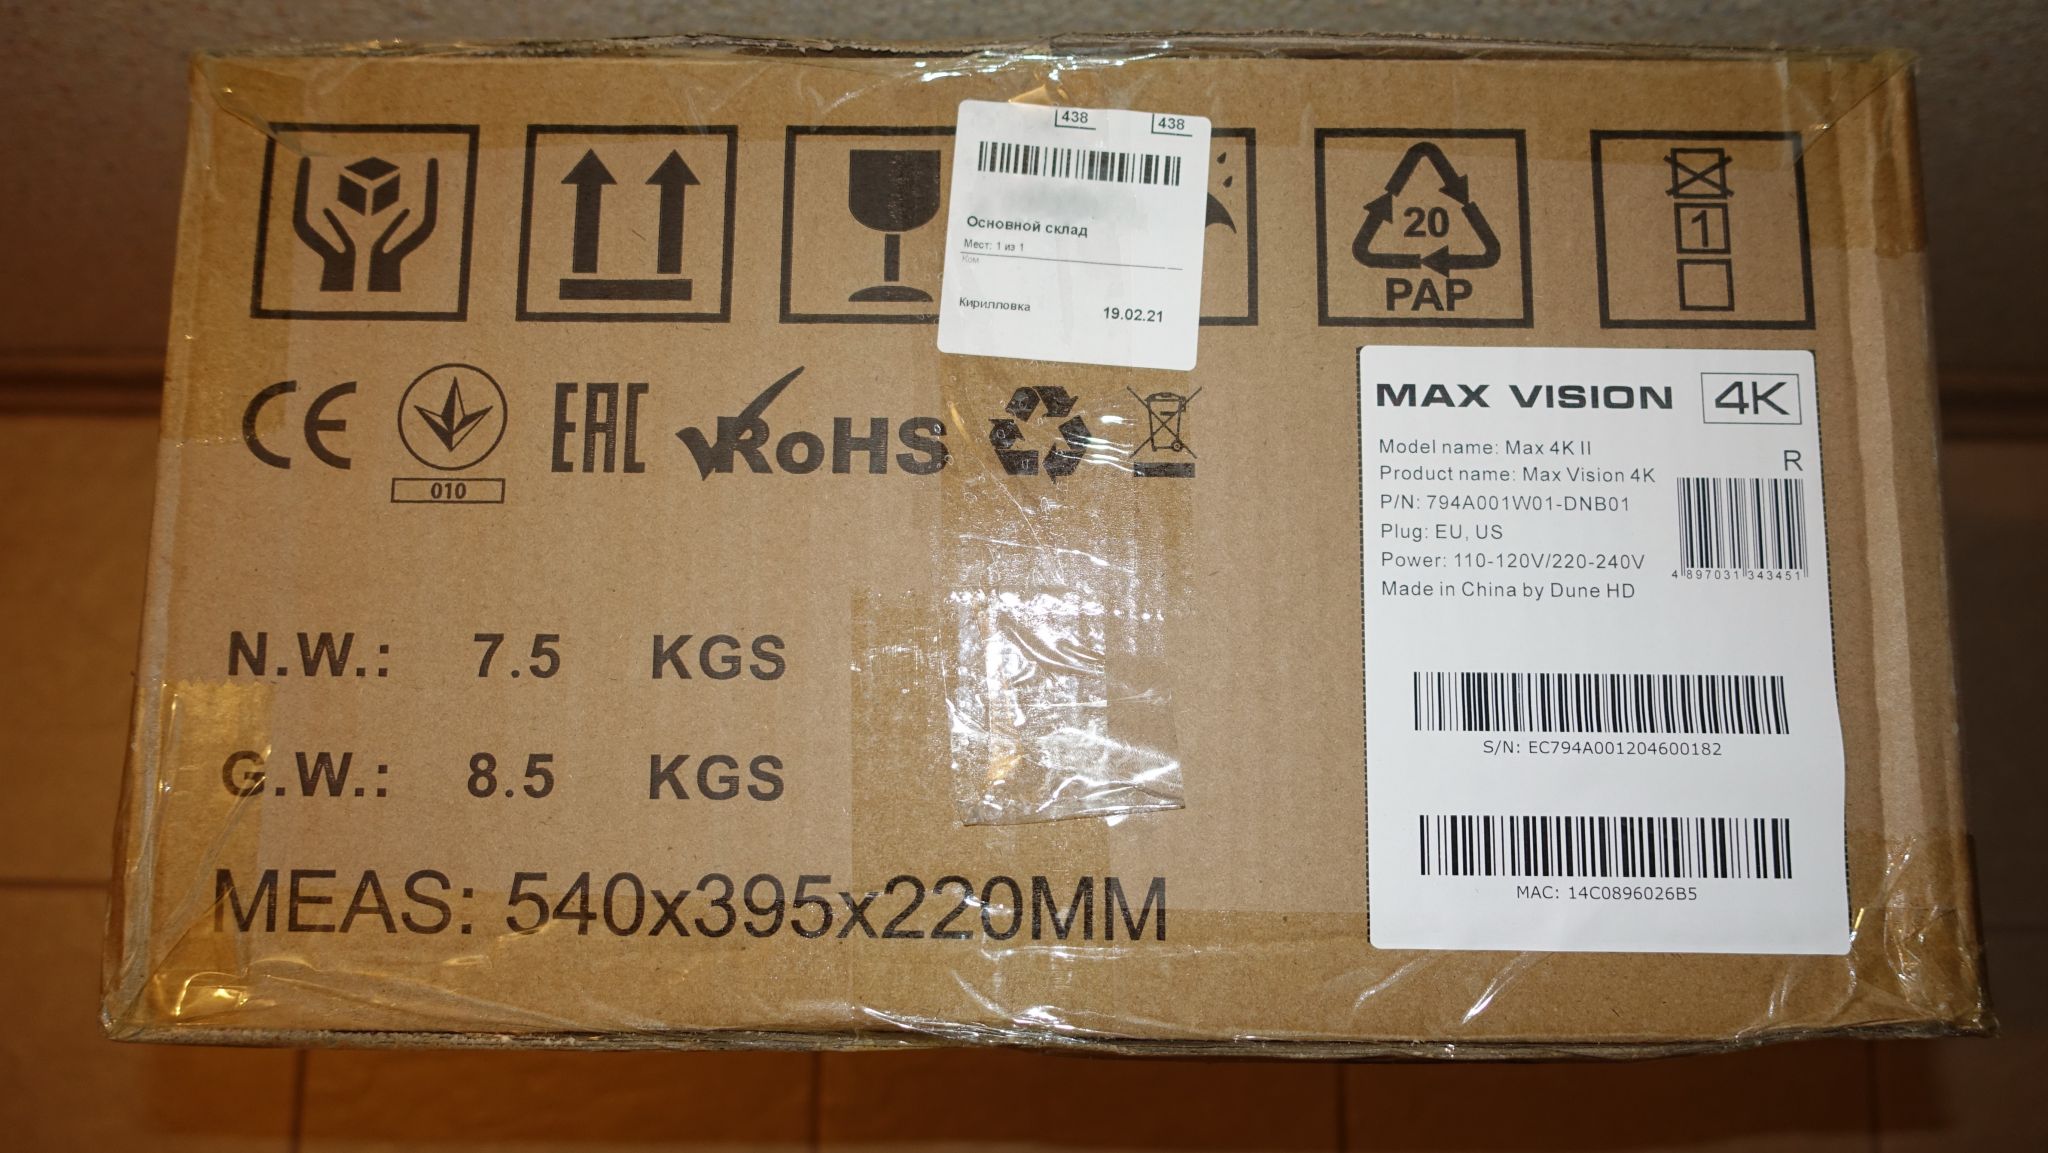 438 438
Основной склад
Мест: 1 из 1
Ком
Кирилловка 19.02.21
20
PAP
1
CE
010
EAC
RoHS
N.W.: 7.5 KGS
G.W.: 8.5 KGS
MEAS: 540x395x220MM
MAX VISION 4K
Model name: Max 4K II
R
Product name: Max Vision 4K
P/N: 794A001W01-DNB01
Plug: EU, US
Power: 110-120V/220-240V
4 897031 343451
Made in China by Dune HD
S/N: EC794A001204600182
MAC: 14C0896026B5